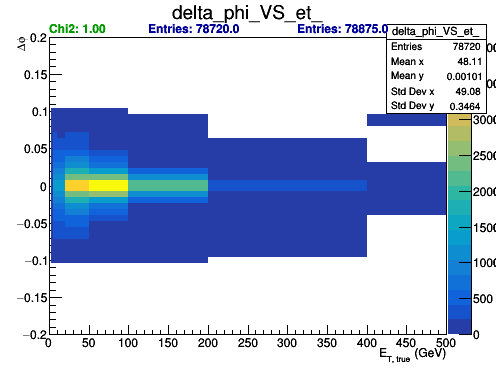 delta_phi_VS_et_
Chi2: 1.00 Entries: 78720.0 Entries: 78875.0
delta_phi_VS_et_
Entries 78720
Mean x 48.11
Mean y 0.00101
Std Dev x 49.08
Std Dev y 0.3464
Δϕ
0.2
0.15
0.1
0.05
0
−0.05
−0.1
−0.15
−0.2
0 50 100 150 200 250 300 350 400 450 500
E_T, true (GeV)
3000
2500
2000
1500
1000
500
0